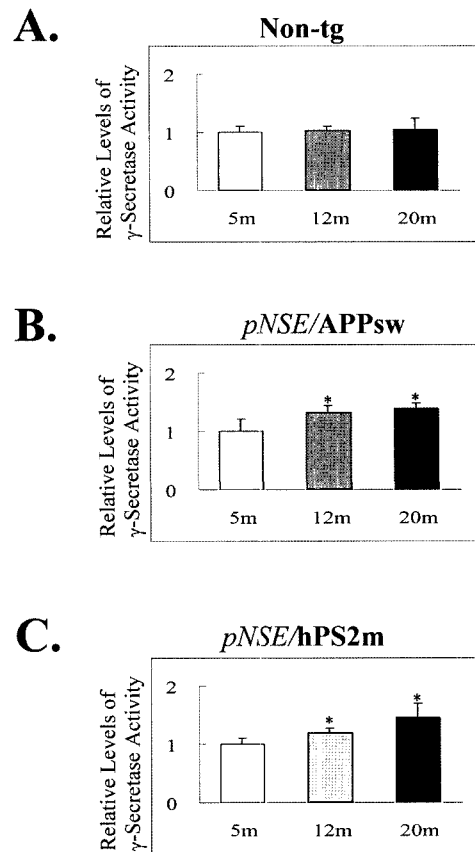 A.
Non-tg
Relative Levels of
γ-Secretase Activity
2
1
0
5m 12m 20m
B.
pNSE/APPsw
Relative Levels of
γ-Secretase Activity
2
1
0
* *
5m 12m 20m
C.
pNSE/hPS2m
Relative Levels of
γ-Secretase Activity
2
1
0
* *
5m 12m 20m